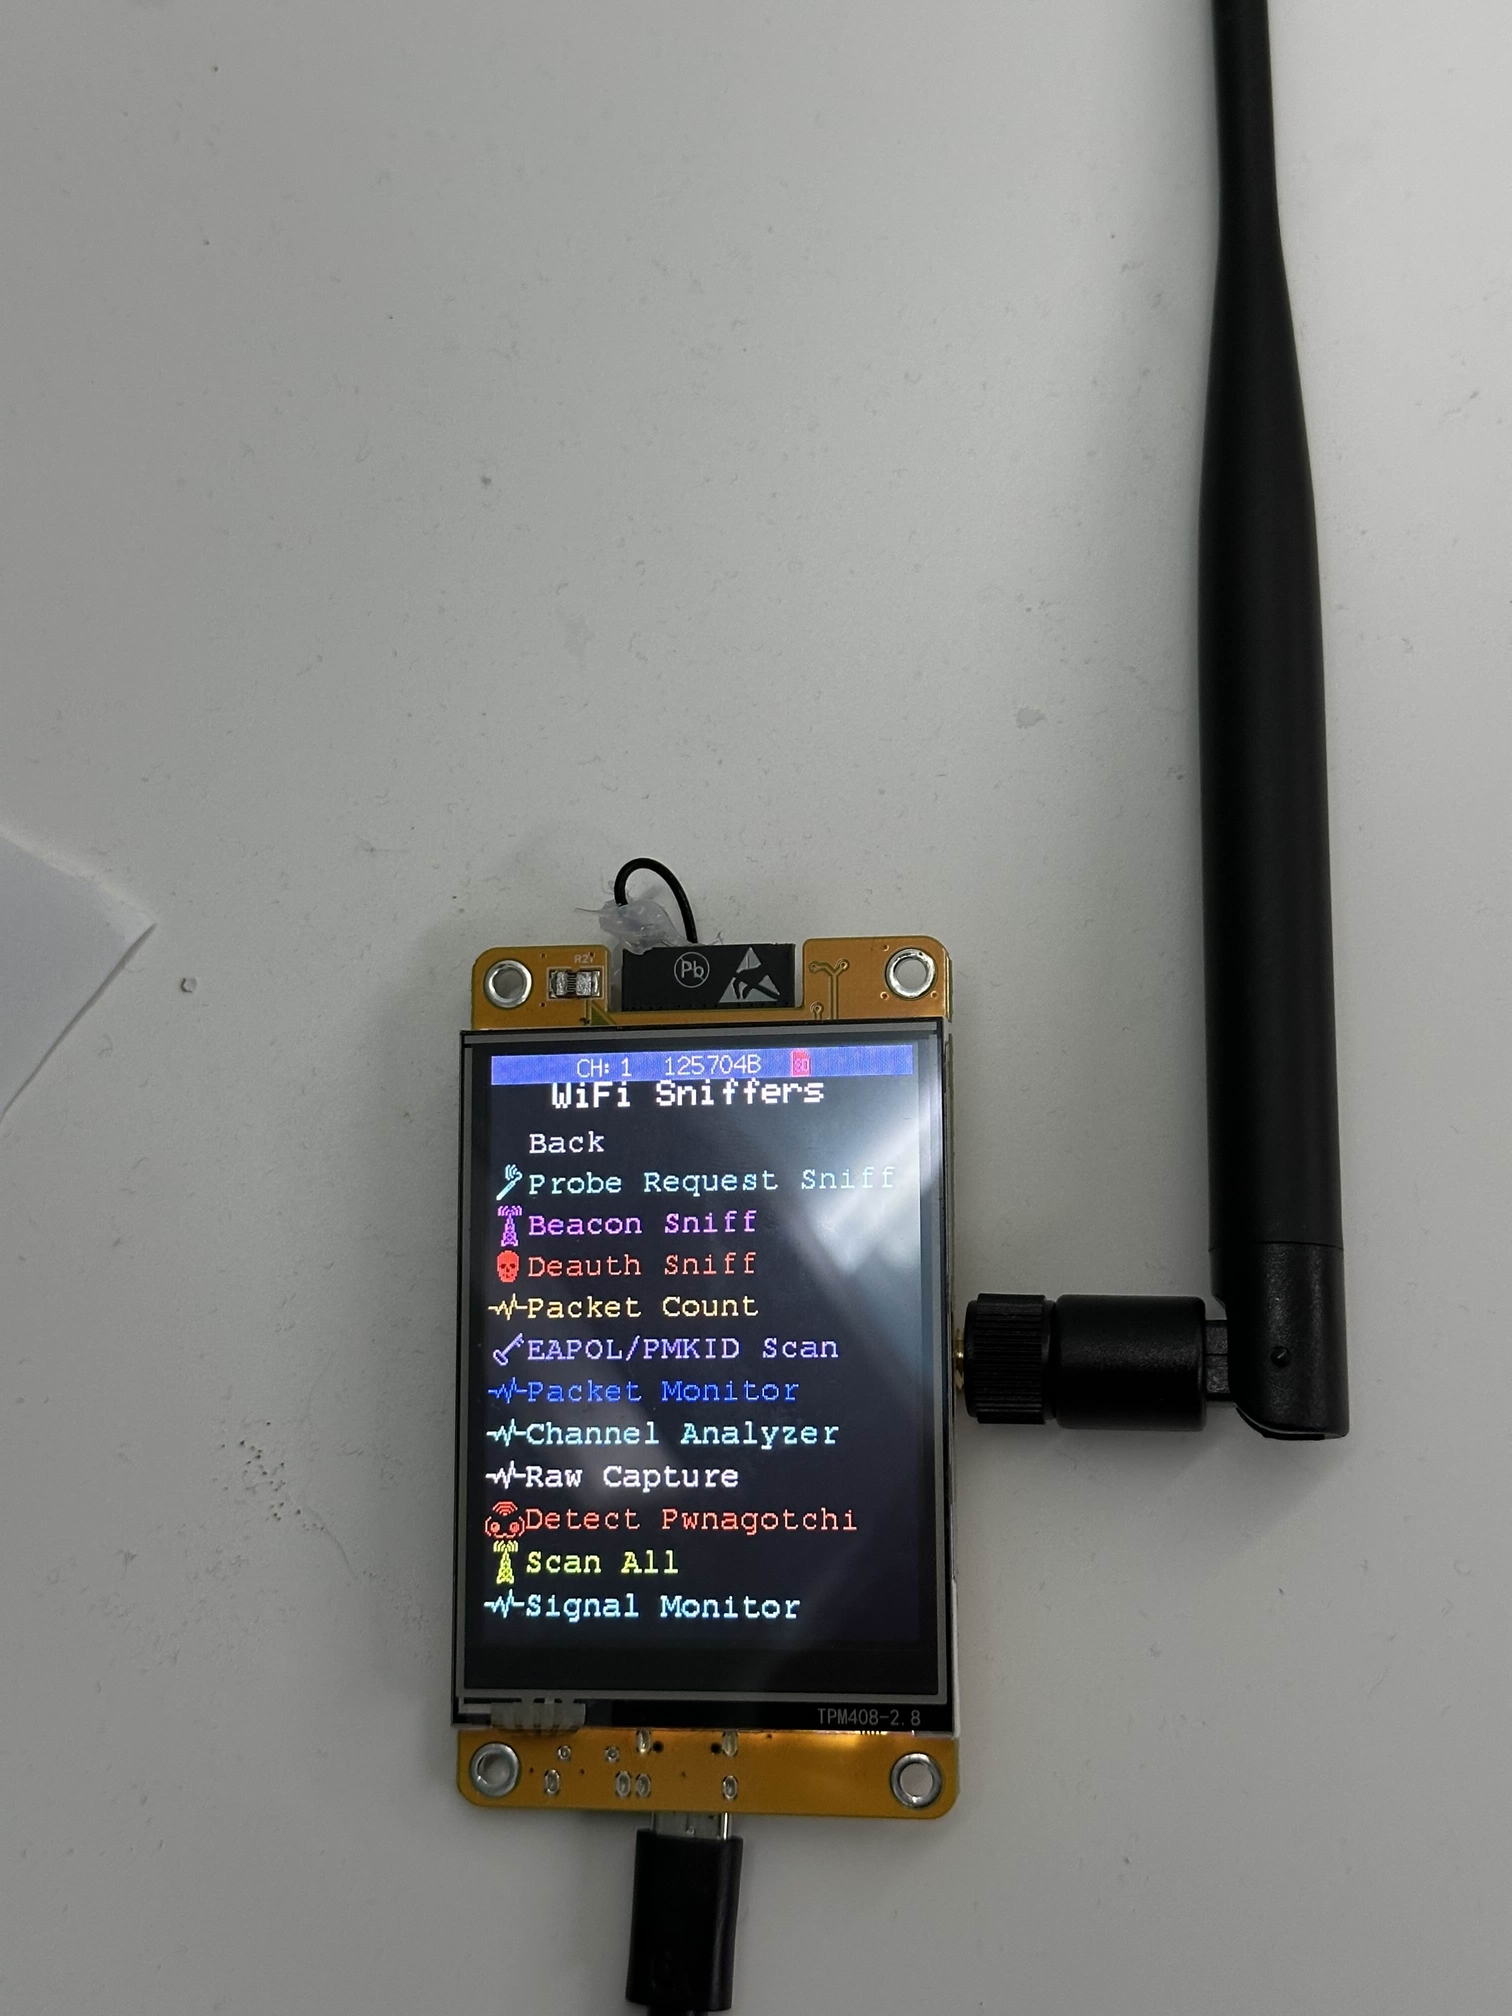 R21
Pb
CH: 1 125704B SD
WiFi Sniffers
Back
Probe Request Sniff
Beacon Sniff
Deauth Sniff
Packet Count
EAPOL/PMKID Scan
Packet Monitor
Channel Analyzer
Raw Capture
Detect Pwnagotchi
Scan All
Signal Monitor
TPM408-2.8